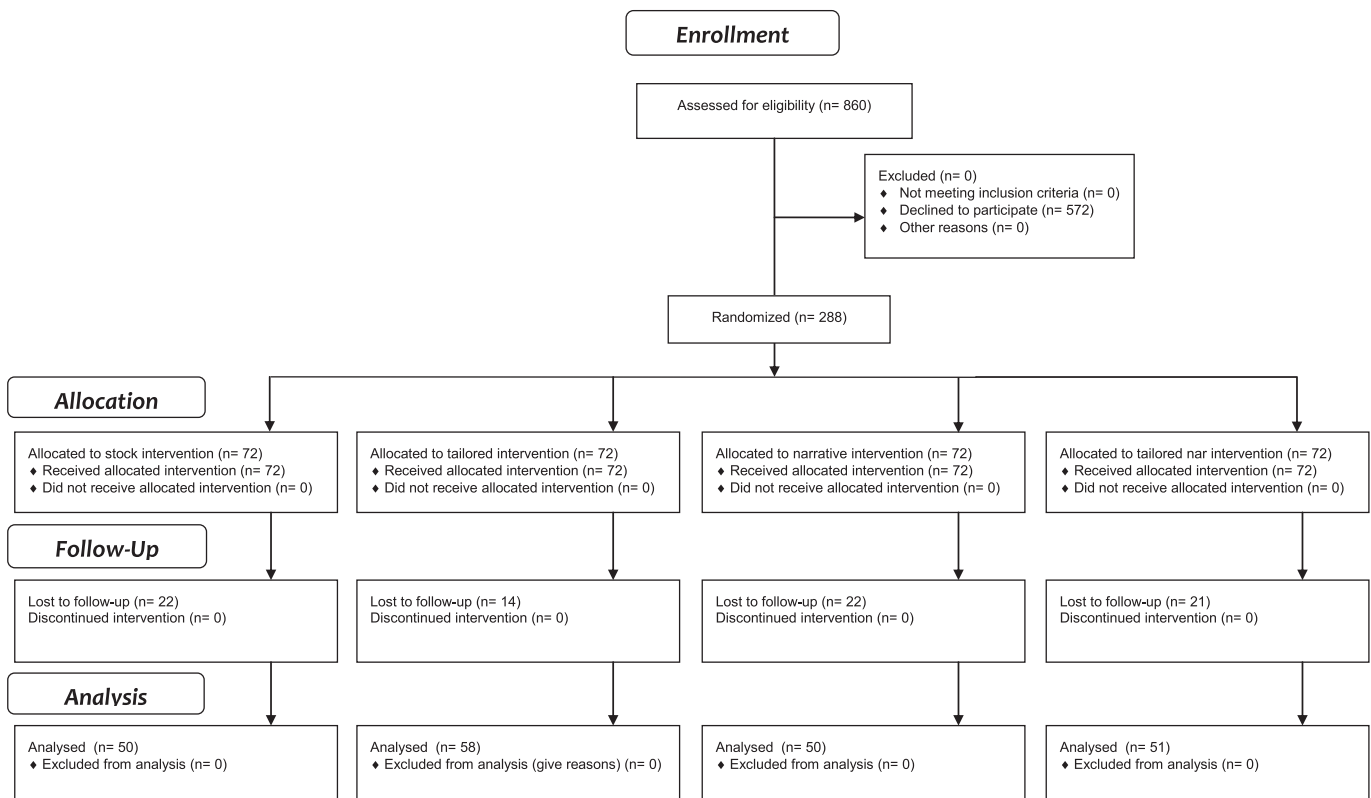 Enrollment
Assessed for eligibility (n= 860)
Excluded (n= 0)
♦ Not meeting inclusion criteria (n= 0)
♦ Declined to participate (n= 572)
♦ Other reasons (n= 0)
Randomized (n= 288)
Allocation
Allocated to stock intervention (n= 72)
♦ Received allocated intervention (n= 72)
♦ Did not receive allocated intervention (n= 0)
Allocated to tailored intervention (n= 72)
♦ Received allocated intervention (n= 72)
♦ Did not receive allocated intervention (n= 0)
Allocated to narrative intervention (n= 72)
♦ Received allocated intervention (n= 72)
♦ Did not receive allocated intervention (n= 0)
Allocated to tailored nar intervention (n= 72)
♦ Received allocated intervention (n= 72)
♦ Did not receive allocated intervention (n= 0)
Follow-Up
Lost to follow-up (n= 22)
Discontinued intervention (n= 0)
Lost to follow-up (n= 14)
Discontinued intervention (n= 0)
Lost to follow-up (n= 22)
Discontinued intervention (n= 0)
Lost to follow-up (n= 21)
Discontinued intervention (n= 0)
Analysis
Analysed (n= 50)
♦ Excluded from analysis (n= 0)
Analysed (n= 58)
♦ Excluded from analysis (give reasons) (n= 0)
Analysed (n= 50)
♦ Excluded from analysis (n= 0)
Analysed (n= 51)
♦ Excluded from analysis (n= 0)